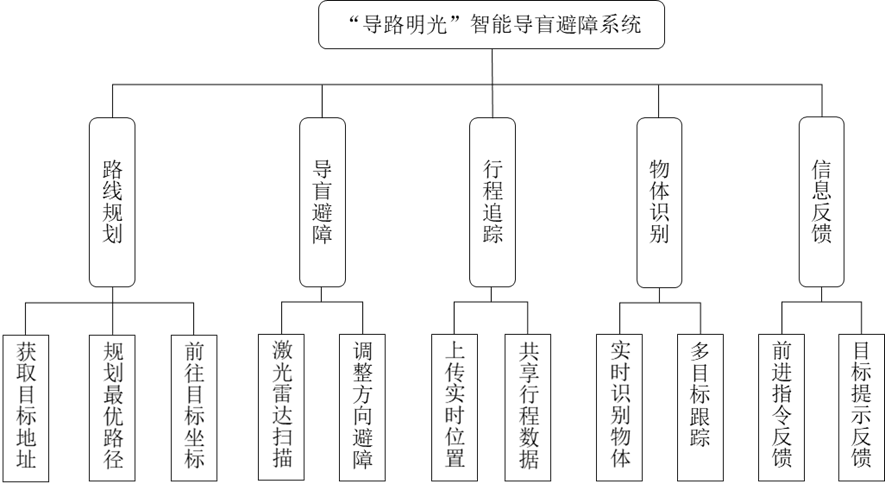 “导路明光”智能导盲避障系统
路线规划
导盲避障
行程追踪
物体识别
信息反馈
获取目标地址
规划最优路径
前往目标坐标
激光雷达扫描
调整方向避障
上传实时位置
共享行程数据
实时识别物体
多目标跟踪
前进指令反馈
目标提示反馈